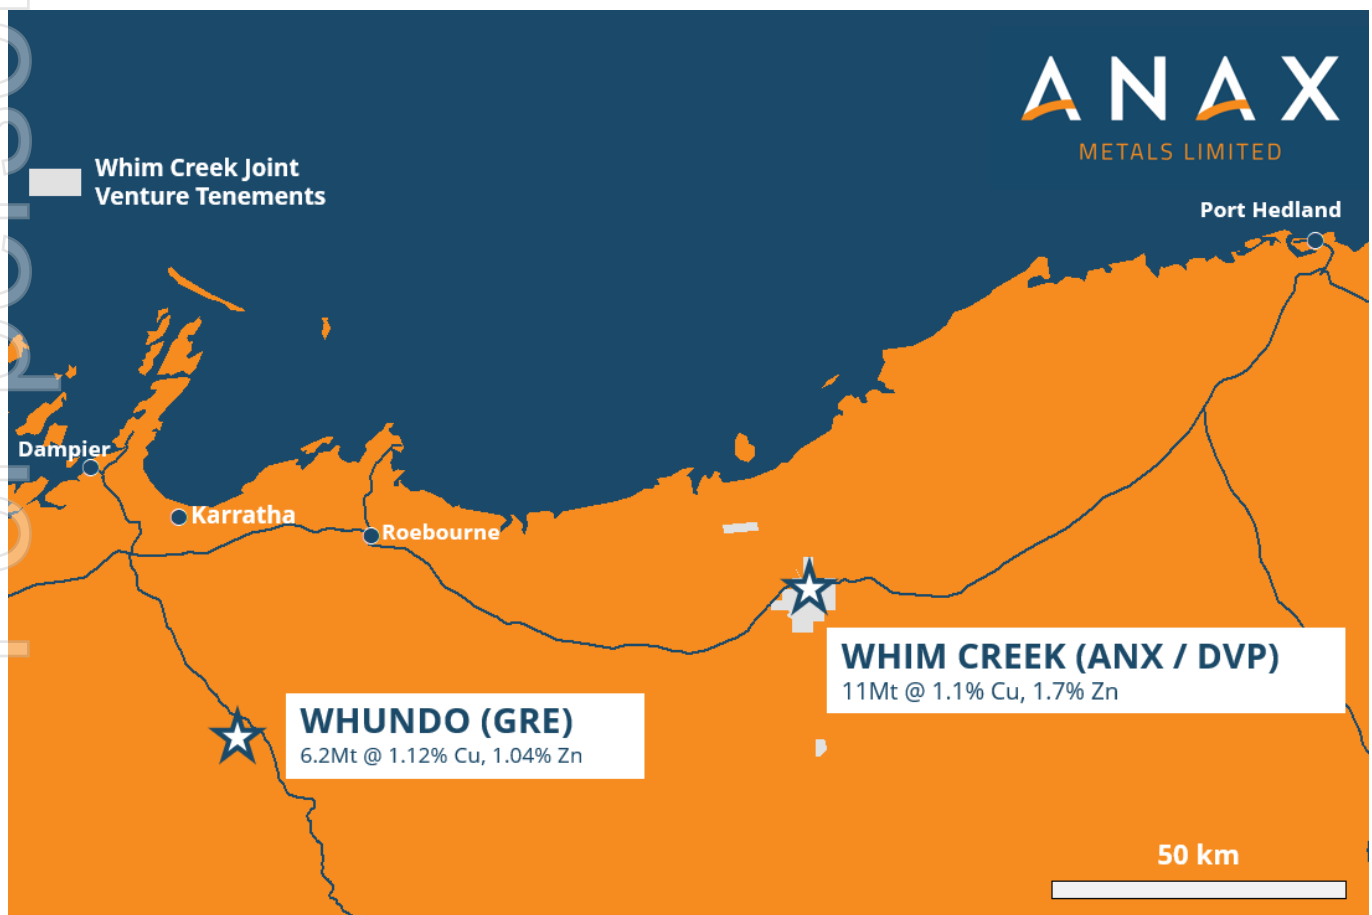 ANAX
METALS LIMITED
Whim Creek Joint
Venture Tenements
Port Hedland
Dampier
Karratha
Roebourne
WHIM CREEK (ANX / DVP)
11Mt @ 1.1% Cu, 1.7% Zn
WHUNDO (GRE)
6.2Mt @ 1.12% Cu, 1.04% Zn
50 km